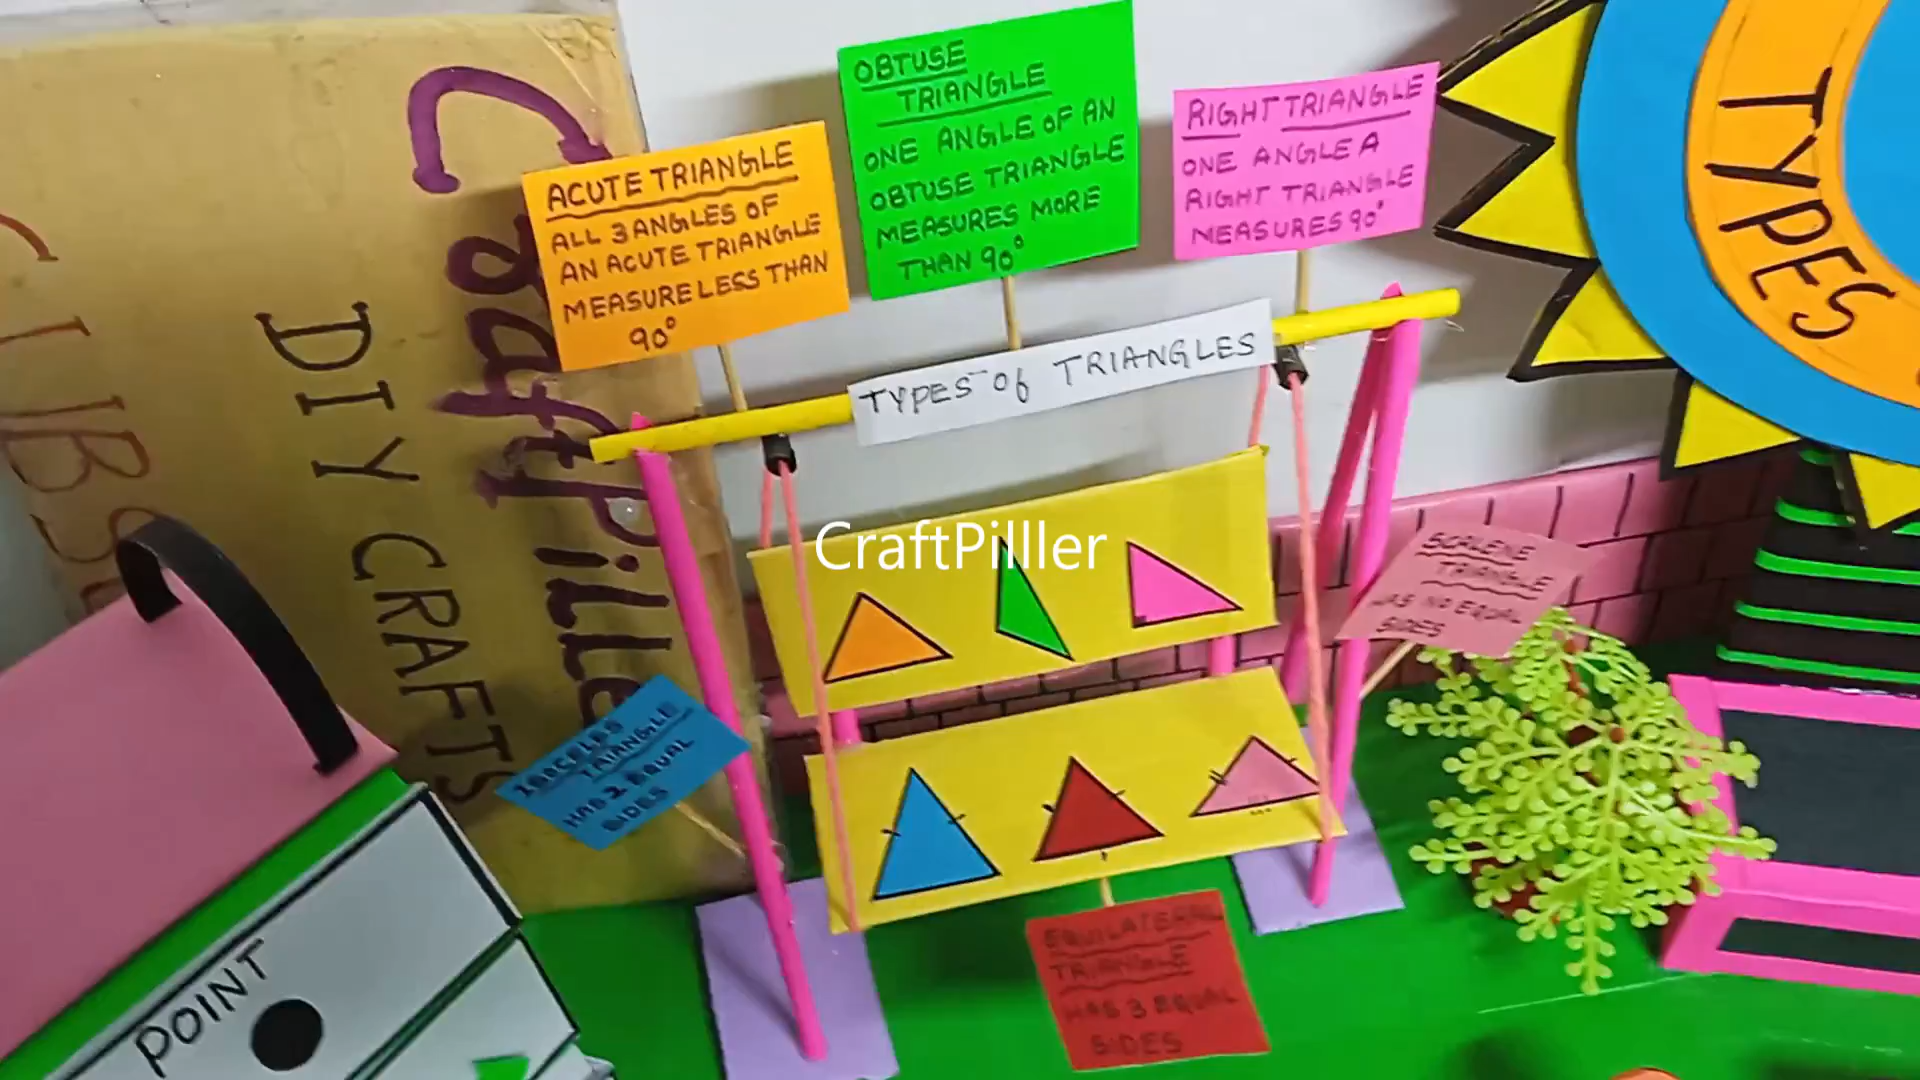 CraftPiller
DIY CRAFTS
ACUTE TRIANGLE
ALL 3 ANGLES OF
AN ACUTE TRIANGLE
MEASURE LESS THAN
90°
OBTUSE
TRIANGLE
ONE ANGLE OF AN
OBTUSE TRIANGLE
MEASURES MORE
THAN 90°
RIGHT TRIANGLE
ONE ANGLE A
RIGHT TRIANGLE
MEASURES 90°
TYPES
TYPES OF TRIANGLES
CraftPilller
SCALENE
TRIANGLE
HAS NO EQUAL
SIDES
ISOCELES
TRIANGLE
HAS 2 EQUAL
SIDES
EQUILATERAL
TRIANGLE
HAS 3 EQUAL
SIDES
POINT